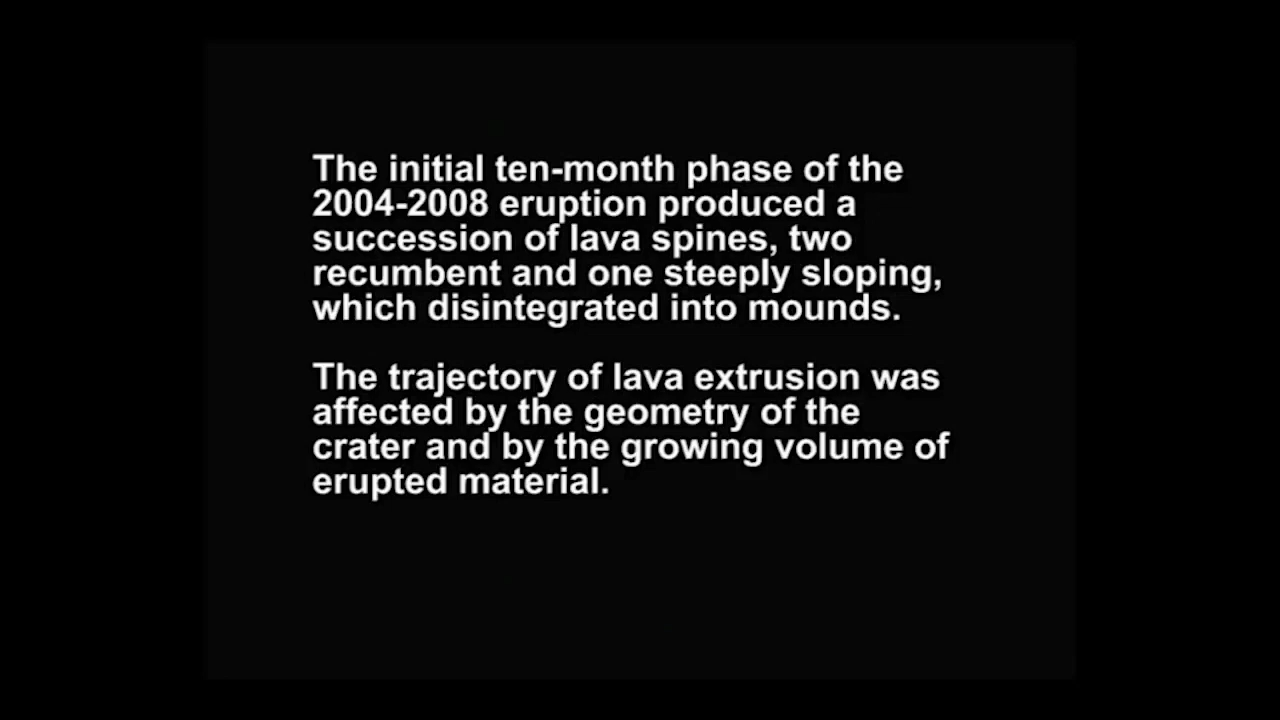 The initial ten-month phase of the
2004-2008 eruption produced a
succession of lava spines, two
recumbent and one steeply sloping,
which disintegrated into mounds.
The trajectory of lava extrusion was
affected by the geometry of the
crater and by the growing volume of
erupted material.